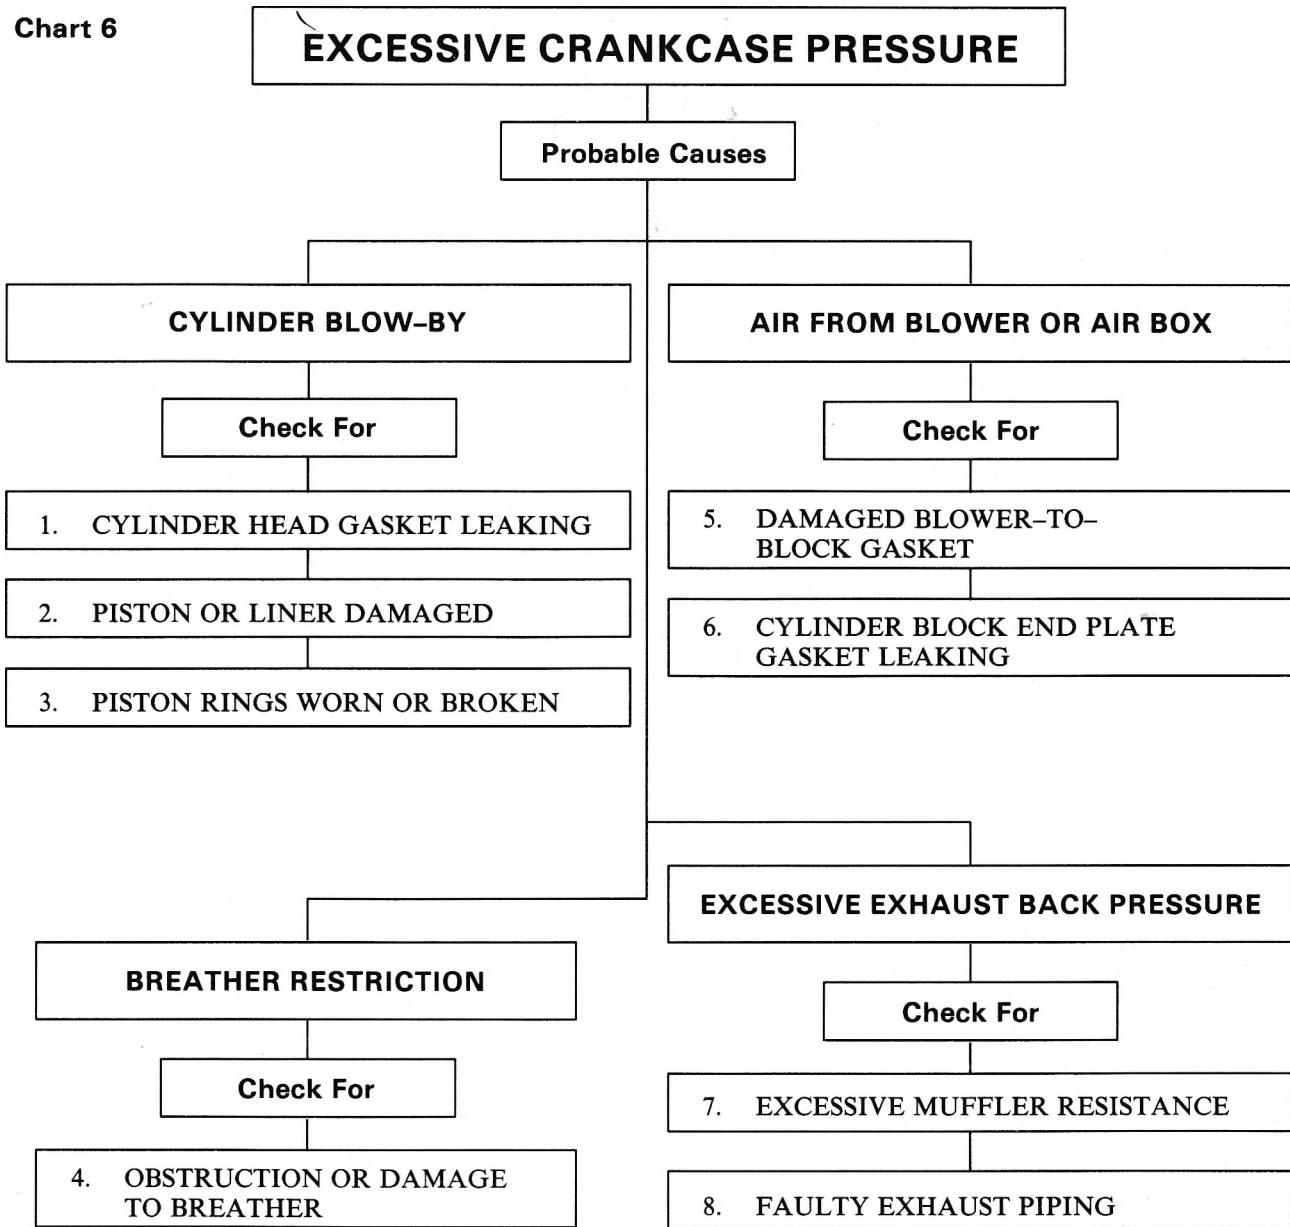 Chart 6
EXCESSIVE CRANKCASE PRESSURE
Probable Causes
CYLINDER BLOW–BY
Check For
1. CYLINDER HEAD GASKET LEAKING
2. PISTON OR LINER DAMAGED
3. PISTON RINGS WORN OR BROKEN
AIR FROM BLOWER OR AIR BOX
Check For
5. DAMAGED BLOWER–TO–
BLOCK GASKET
6. CYLINDER BLOCK END PLATE
GASKET LEAKING
BREATHER RESTRICTION
Check For
4. OBSTRUCTION OR DAMAGE
TO BREATHER
EXCESSIVE EXHAUST BACK PRESSURE
Check For
7. EXCESSIVE MUFFLER RESISTANCE
8. FAULTY EXHAUST PIPING